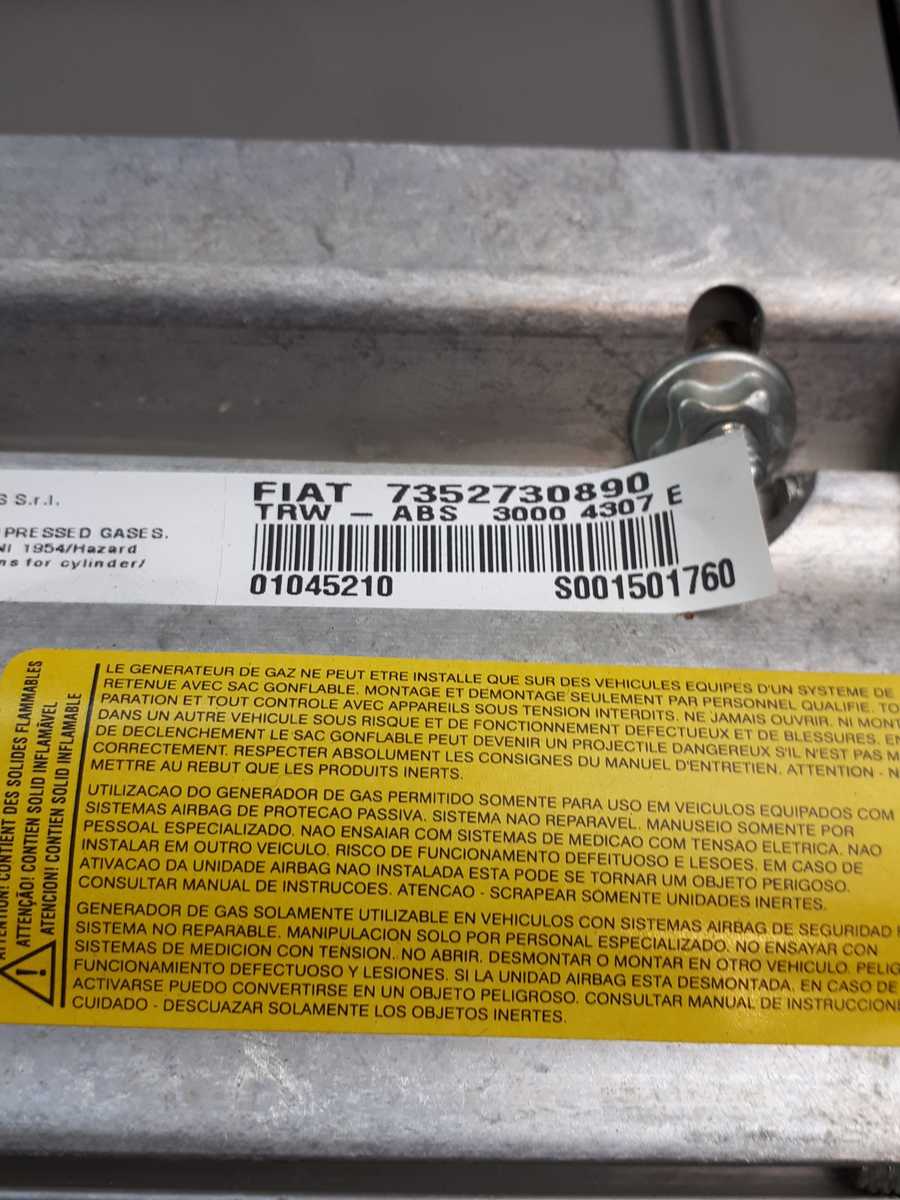 S S.r.l.
PRESSED GASES.
NI 1954/Hazard
ns for cylinder/
FIAT 7352730890
TRW - ABS 3000 4307 E
01045210 S001501760
ATTENTION! CONTIENT DES SOLIDES FLAMMABLES
ATENÇÃO! CONTIÉN SOLID INFLAMÁVEL
ATENCION! CONTIEN SOLID INFLAMABLE
LE GENERATEUR DE GAZ NE PEUT ETRE INSTALLE QUE SUR DES VEHICULES EQUIPES D'UN SYSTEME DE
RETENUE AVEC SAC GONFLABLE. MONTAGE ET DEMONTAGE SEULEMENT PAR PERSONNEL QUALIFIE. TO
PARATION ET TOUT CONTROLE AVEC APPAREILS SOUS TENSION INTERDITS. NE JAMAIS OUVRIR. NI MONT
DANS UN AUTRE VEHICULE SOUS RISQUE ET DE FONCTIONNEMENT DEFECTUEUX ET DE BLESSURES. EN
DE DECLENCHEMENT LE SAC GONFLABLE PEUT DEVENIR UN PROJECTILE DANGEREUX S'IL N'EST PAS M
CORRECTEMENT. RESPECTER ABSOLUMENT LES CONSIGNES DU MANUEL D'ENTRETIEN. ATTENTION - N
METTRE AU REBUT QUE LES PRODUITS INERTS.
UTILIZACAO DO GENERADOR DE GAS PERMITIDO SOMENTE PARA USO EM VEICULOS EQUIPADOS COM
SISTEMAS AIRBAG DE PROTECAO PASSIVA. SISTEMA NAO REPARAVEL. MANUSEIO SOMENTE POR
PESSOAL ESPECIALIZADO. NAO ENSAIAR COM SISTEMAS DE MEDICAO COM TENSAO ELETRICA. NAO
INSTALAR EM OUTRO VEICULO. RISCO DE FUNCIONAMENTO DEFEITUOSO E LESOES. EM CASO DE
ATIVACAO DA UNIDADE AIRBAG NAO INSTALADA ESTA PODE SE TORNAR UM OBJETO PERIGOSO.
CONSULTAR MANUAL DE INSTRUCOES. ATENCAO - SCRAPEAR SOMENTE UNIDADES INERTES.
GENERADOR DE GAS SOLAMENTE UTILIZABLE EN VEHICULOS CON SISTEMAS AIRBAG DE SEGURIDAD
SISTEMA NO REPARABLE. MANIPULACION SOLO POR PERSONAL ESPECIALIZADO. NO ENSAYAR CON
SISTEMAS DE MEDICION CON TENSION. NO ABRIR. DESMONTAR O MONTAR EN OTRO VEHICULO. PELIG
FUNCIONAMIENTO DEFECTUOSO Y LESIONES. SI LA UNIDAD AIRBAG ESTA DESMONTADA. EN CASO DE
ACTIVARSE PUEDO CONVERTIRSE EN UN OBJETO PELIGROSO. CONSULTAR MANUAL DE INSTRUCCIONE
CUIDADO - DESCUAZAR SOLAMENTE LOS OBJETOS INERTES.